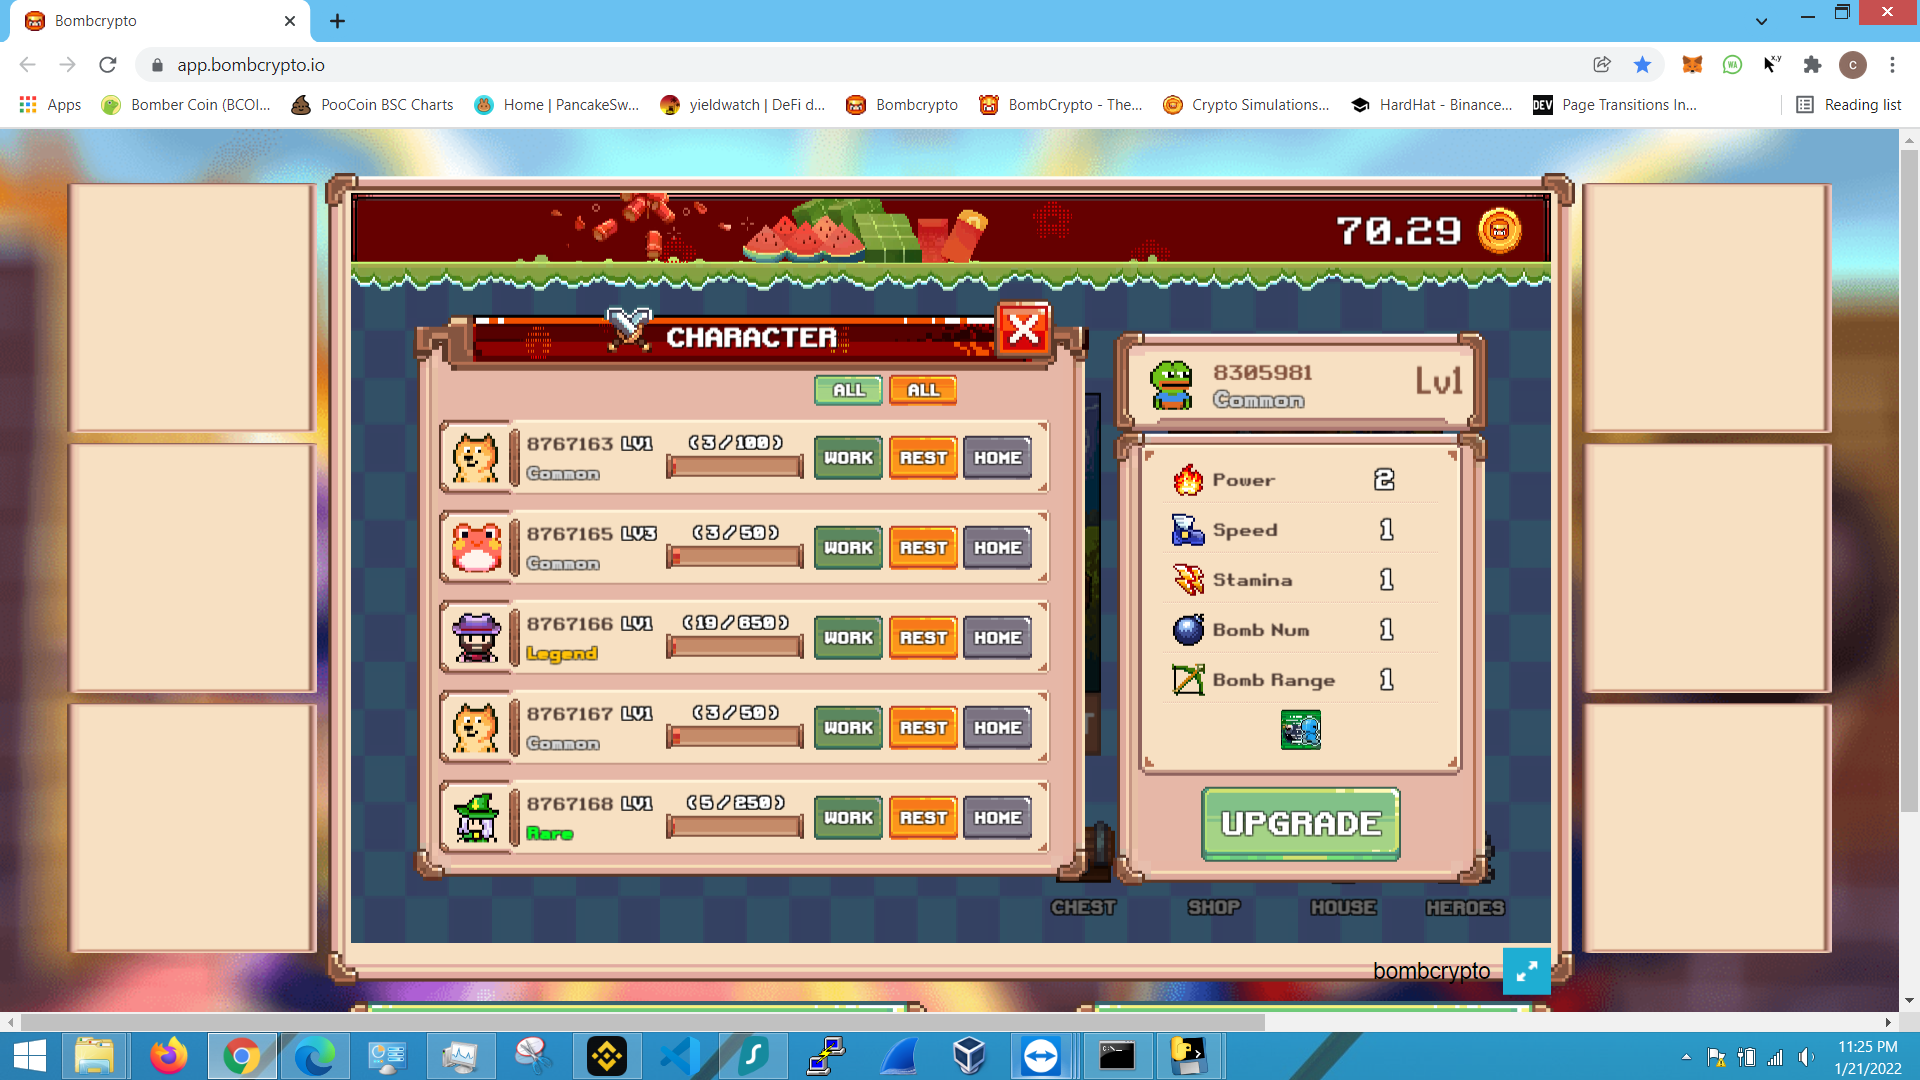 Bombcrypto
app.bombcrypto.io
Apps
Bomber Coin (BCOI...
PooCoin BSC Charts
Home | PancakeSw...
yieldwatch | DeFi d...
Bombcrypto
BombCrypto - The...
Crypto Simulations...
HardHat - Binance...
DEV
Page Transitions In...
Reading list
70.29
CHARACTER
ALL
ALL
8767163 LV1
Common
(3/100)
WORK
REST
HOME
8767165 LV3
Common
(3/50)
WORK
REST
HOME
8767166 LV1
Legend
(19/650)
WORK
REST
HOME
8767167 LV1
Common
(3/50)
WORK
REST
HOME
8767168 LV1
Rare
(5/250)
WORK
REST
HOME
8305981
Common
Lv1
Power 2
Speed 1
Stamina 1
Bomb Num 1
Bomb Range 1
UPGRADE
CHEST
SHOP
HOUSE
HEROES
bombcrypto
11:25 PM
1/21/2022